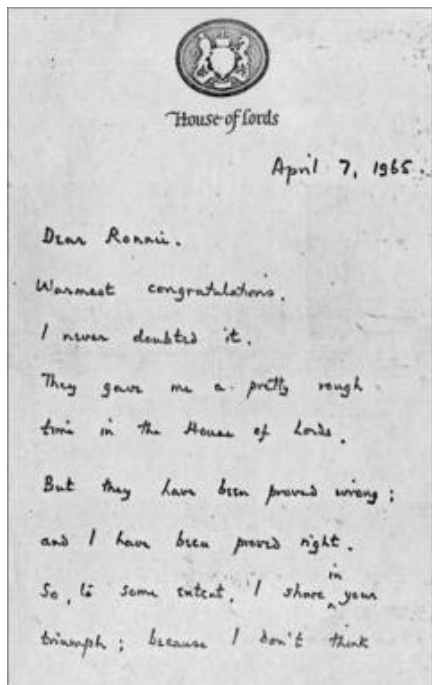 House of Lords
April 7, 1965.
Dear Ronnie.
Warmest congratulations.
I never doubted it.
They gave me a pretty rough
time in the House of Lords.
But they have been proved wrong;
and I have been proved right.
So, to some extent, I share in your
triumph; because I don't think